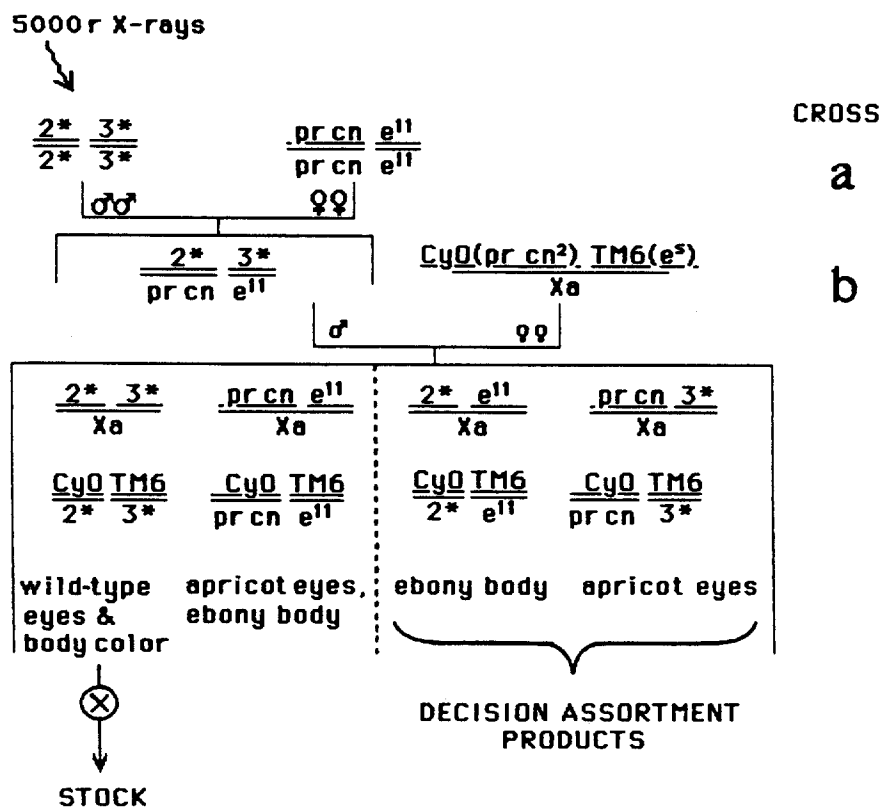 5000r X-rays
CROSS
2* 3*
2* 3*
pr cn e11
pr cn e11
a
♂♂ ♀♀
2* 3*
pr cn e11
CyO(pr cn²) TM6(eˢ)
Xa
b
♂ ♀♀
2* 3*
Xa
pr cn e11
Xa
2* e11
Xa
pr cn 3*
Xa
CyO TM6
2* 3*
CyO TM6
pr cn e11
CyO TM6
2* e11
CyO TM6
pr cn 3*
wild-type
eyes &
body color
apricot eyes,
ebony body
ebony body
apricot eyes
DECISION ASSORTMENT
PRODUCTS
STOCK